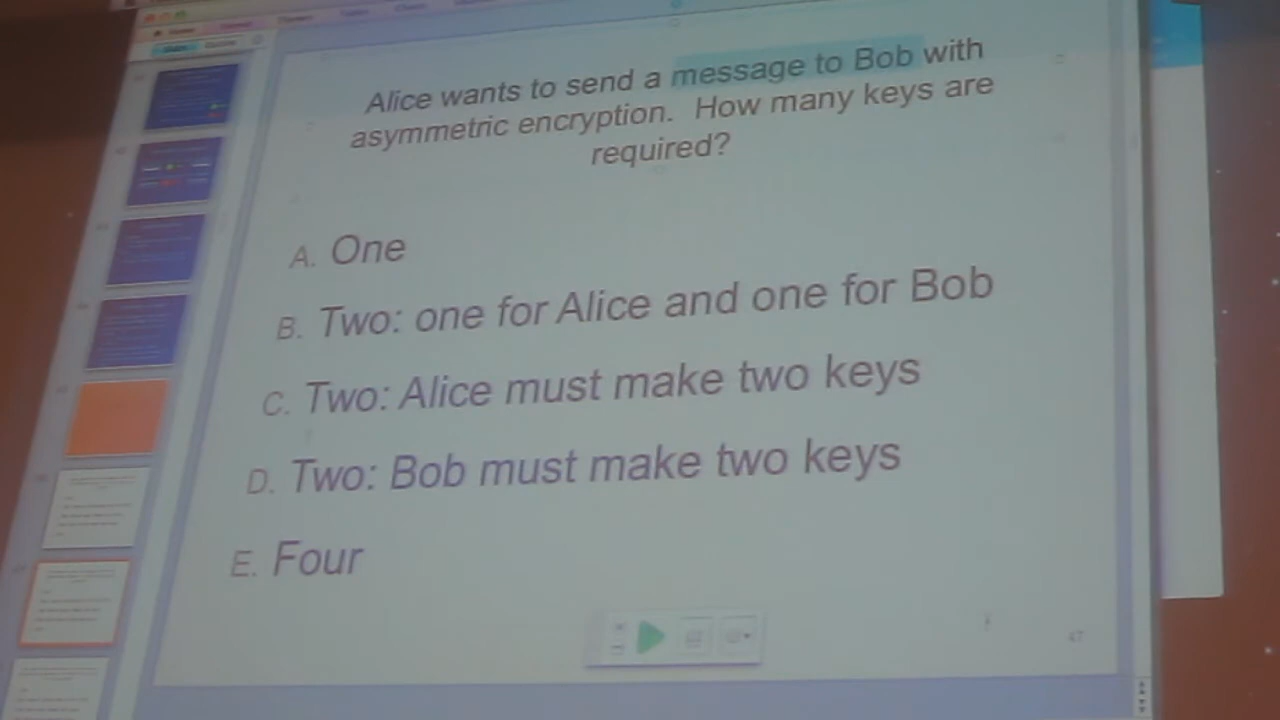 Alice wants to send a message to Bob with
asymmetric encryption. How many keys are
required?
A. One
B. Two: one for Alice and one for Bob
C. Two: Alice must make two keys
D. Two: Bob must make two keys
E. Four
47